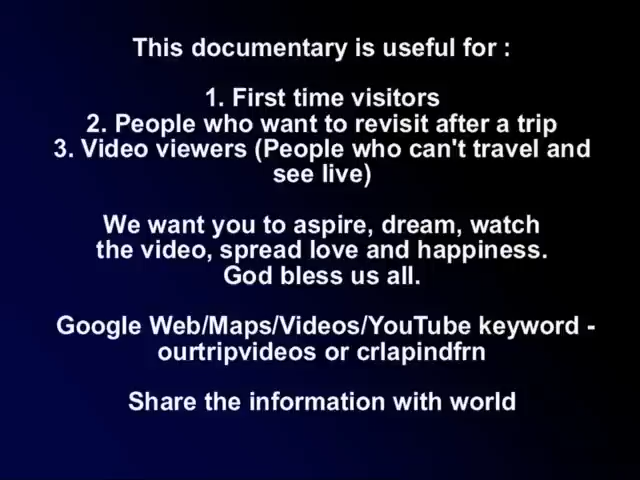 This documentary is useful for :
1. First time visitors
2. People who want to revisit after a trip
3. Video viewers (People who can't travel and
see live)
We want you to aspire, dream, watch
the video, spread love and happiness.
God bless us all.
Google Web/Maps/Videos/YouTube keyword -
ourtripvideos or crlapindfrn
Share the information with world